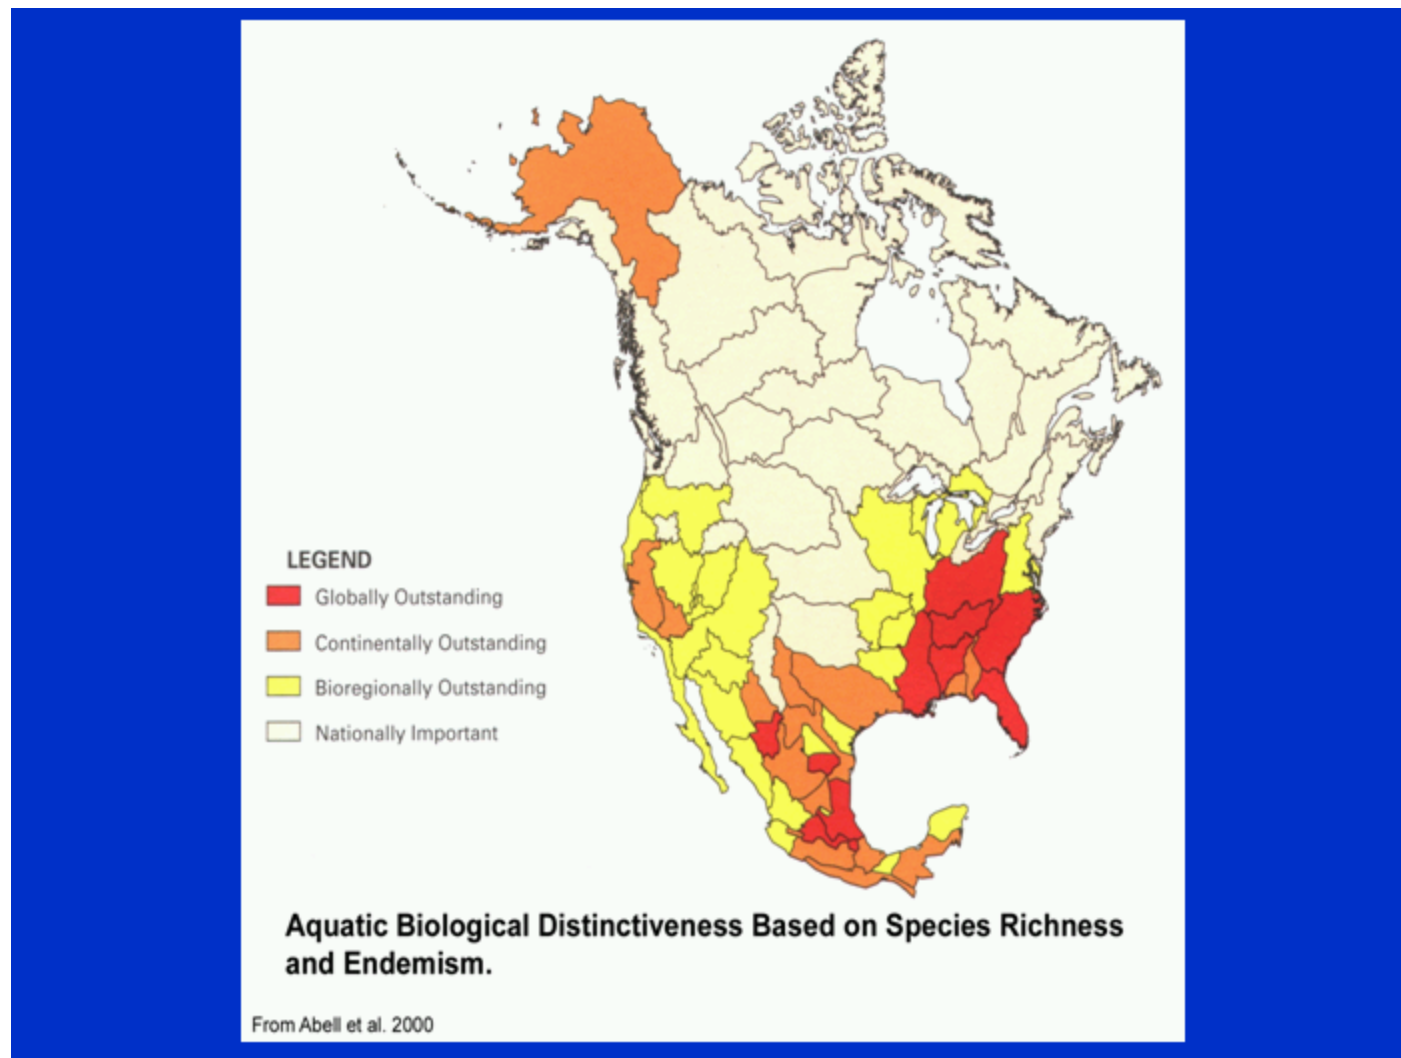 LEGEND
Globally Outstanding
Continentally Outstanding
Bioregionally Outstanding
Nationally Important
Aquatic Biological Distinctiveness Based on Species Richness
and Endemism.
From Abell et al. 2000